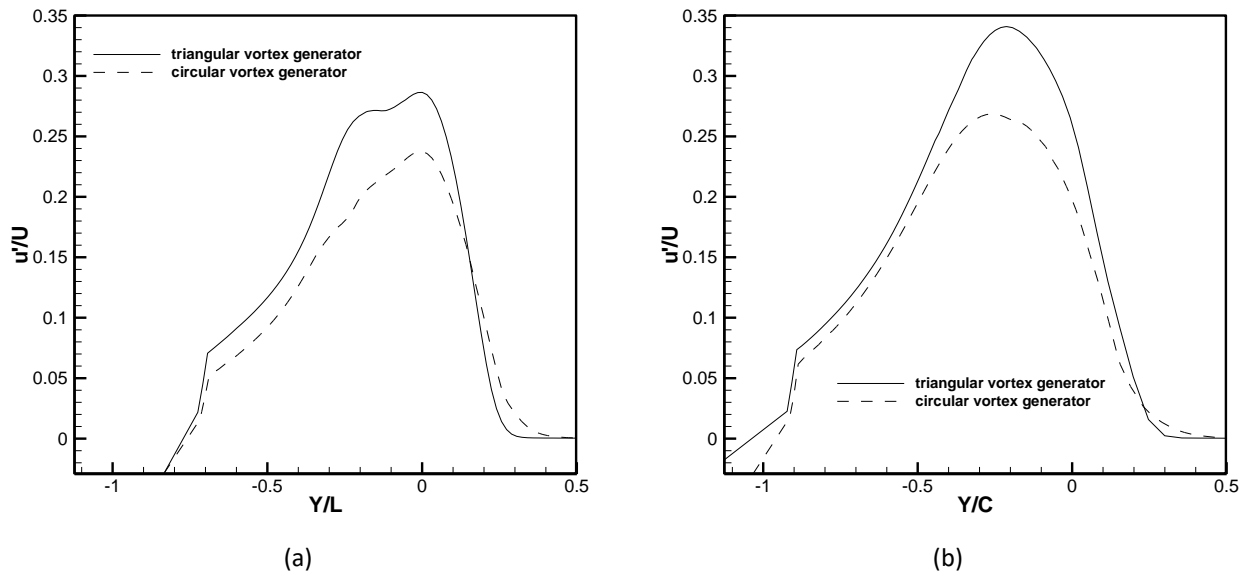 0.35
0.3
0.25
0.2
0.15
0.1
0.05
0
u'/U
triangular vortex generator
circular vortex generator
-1
-0.5
0
0.5
Y/L
(a)
0.35
0.3
0.25
0.2
0.15
0.1
0.05
0
u'/U
triangular vortex generator
circular vortex generator
-1
-0.5
0
0.5
Y/C
(b)